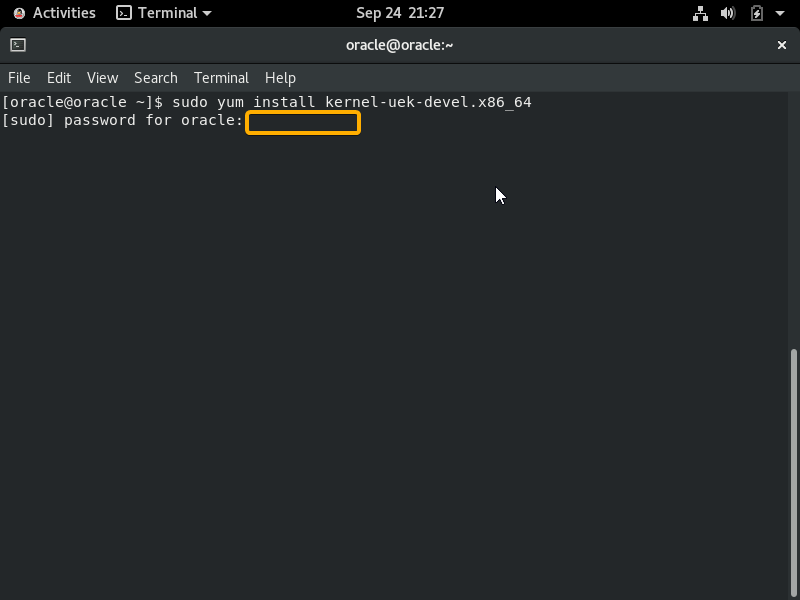 Activities Terminal Sep 24 21:27
oracle@oracle:~
File Edit View Search Terminal Help
[oracle@oracle ~]$ sudo yum install kernel-uek-devel.x86_64
[sudo] password for oracle: